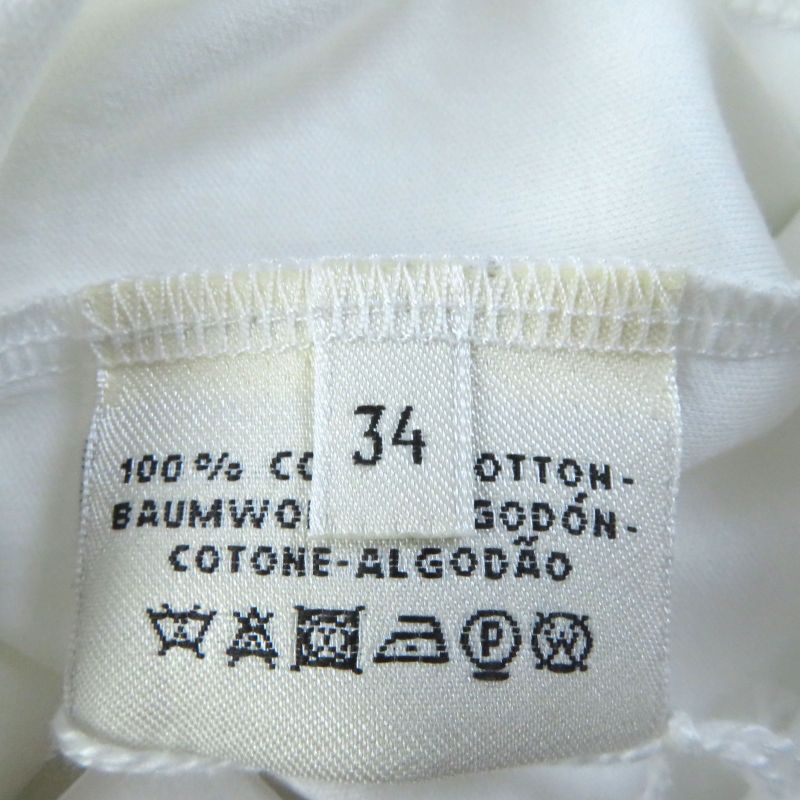 34
100% CO OTTON-
BAUMWO GODÓN-
COTONE-ALGODÃO
P W